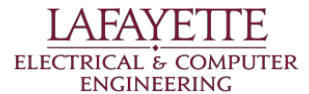 LAFAYETTE
ELECTRICAL & COMPUTER
ENGINEERING